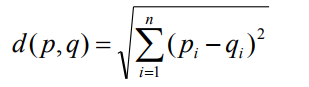 d(p,q) = √(∑_{i=1}^{n} (p_i − q_i)²)